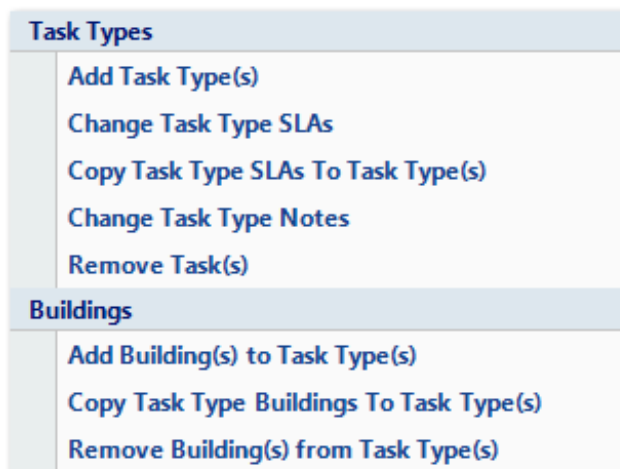 Task Types
Add Task Type(s)
Change Task Type SLAs
Copy Task Type SLAs To Task Type(s)
Change Task Type Notes
Remove Task(s)
Buildings
Add Building(s) to Task Type(s)
Copy Task Type Buildings To Task Type(s)
Remove Building(s) from Task Type(s)